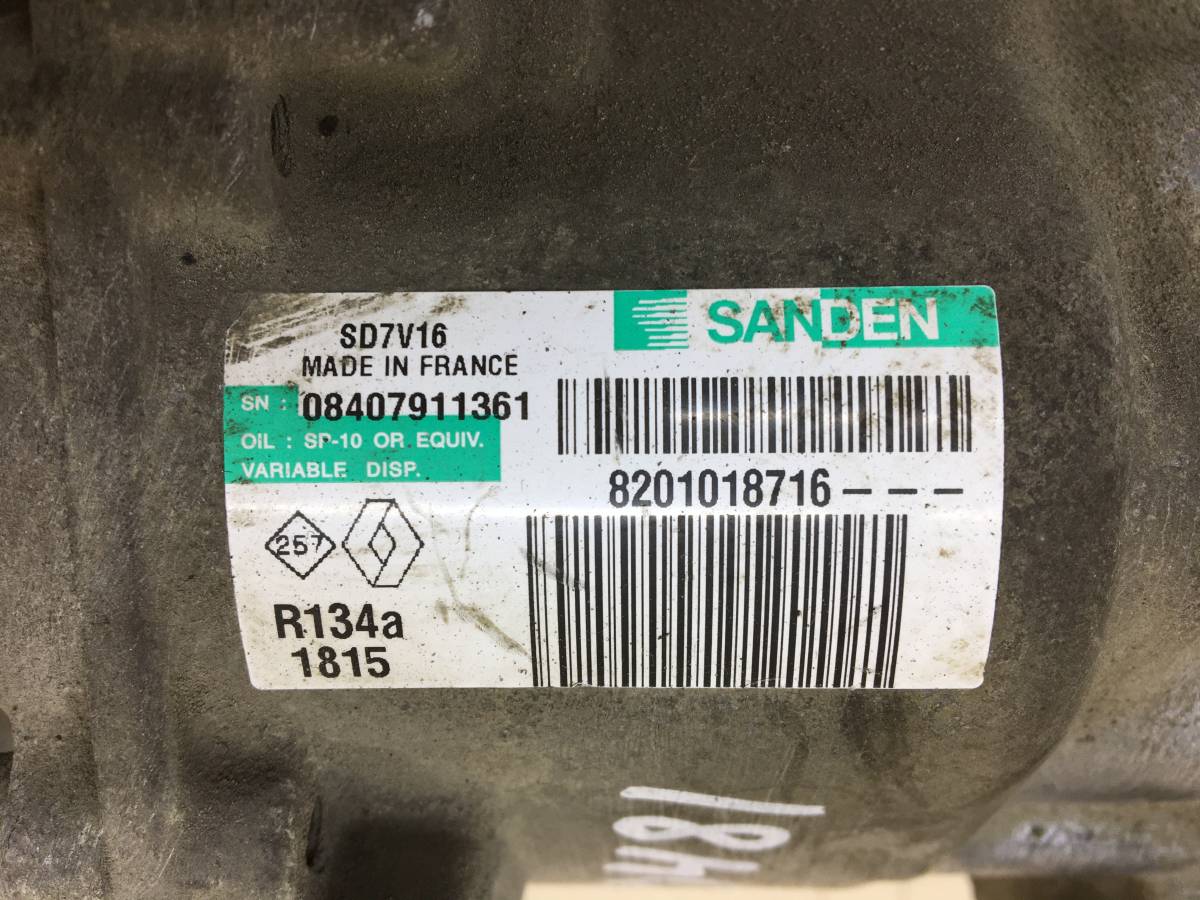 SANDEN
SD7V16
MADE IN FRANCE
SN : 08407911361
OIL : SP-10 OR EQUIV.
VARIABLE DISP.
8201018716---
257
R134a
1815